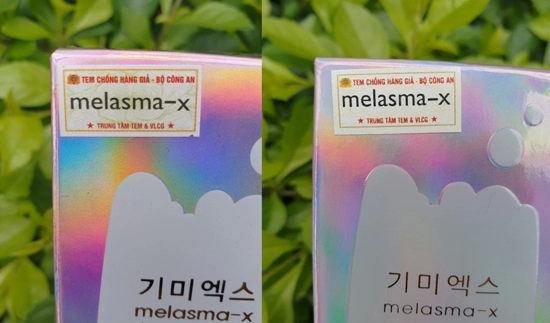 TEM CHỐNG HÀNG GIẢ - BỘ CÔNG AN
melasma-x
★ TRUNG TÂM TEM & VLCG ★
기미엑스
melasma-x
TEM CHỐNG HÀNG GIẢ - BỘ CÔNG AN
melasma-x
★ TRUNG TÂM TEM & VLCG ★
기미엑스
melasma-x